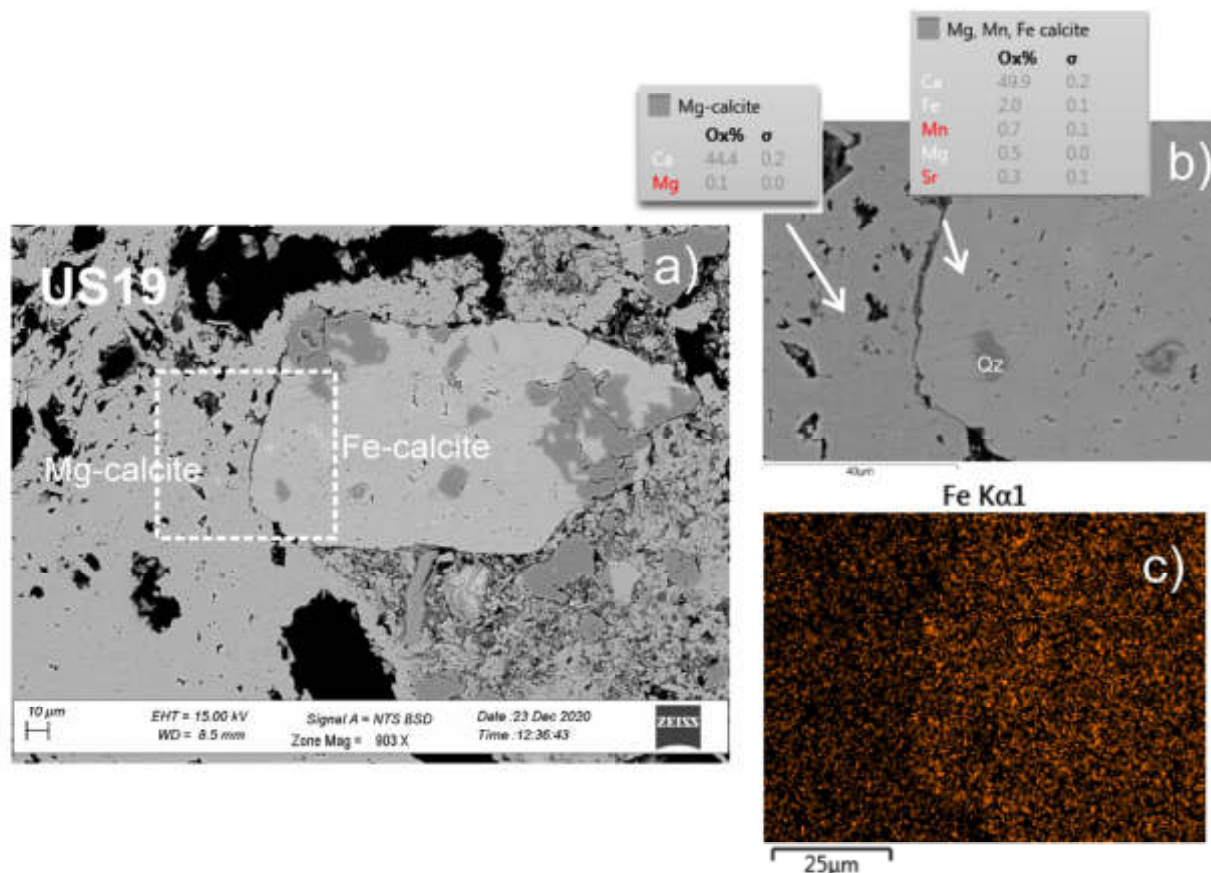 Mg, Mn, Fe calcite
Ox% σ
Ca 49.9 0.2
Fe 2.0 0.1
Mn 0.7 0.1
Mg 0.5 0.0
Sr 0.3 0.1
Mg-calcite
Ox% σ
Ca 44.4 0.2
Mg 0.1 0.0
b)
Qz
40µm
US19
a)
Mg-calcite
Fe-calcite
10 µm
EHT = 15.00 kV
WD = 8.5 mm
Signal A = NTS BSD
Zone Mag = 903 X
Date :23 Dec 2020
Time :12:36:43
ZEISS
Fe Kα1
c)
25µm